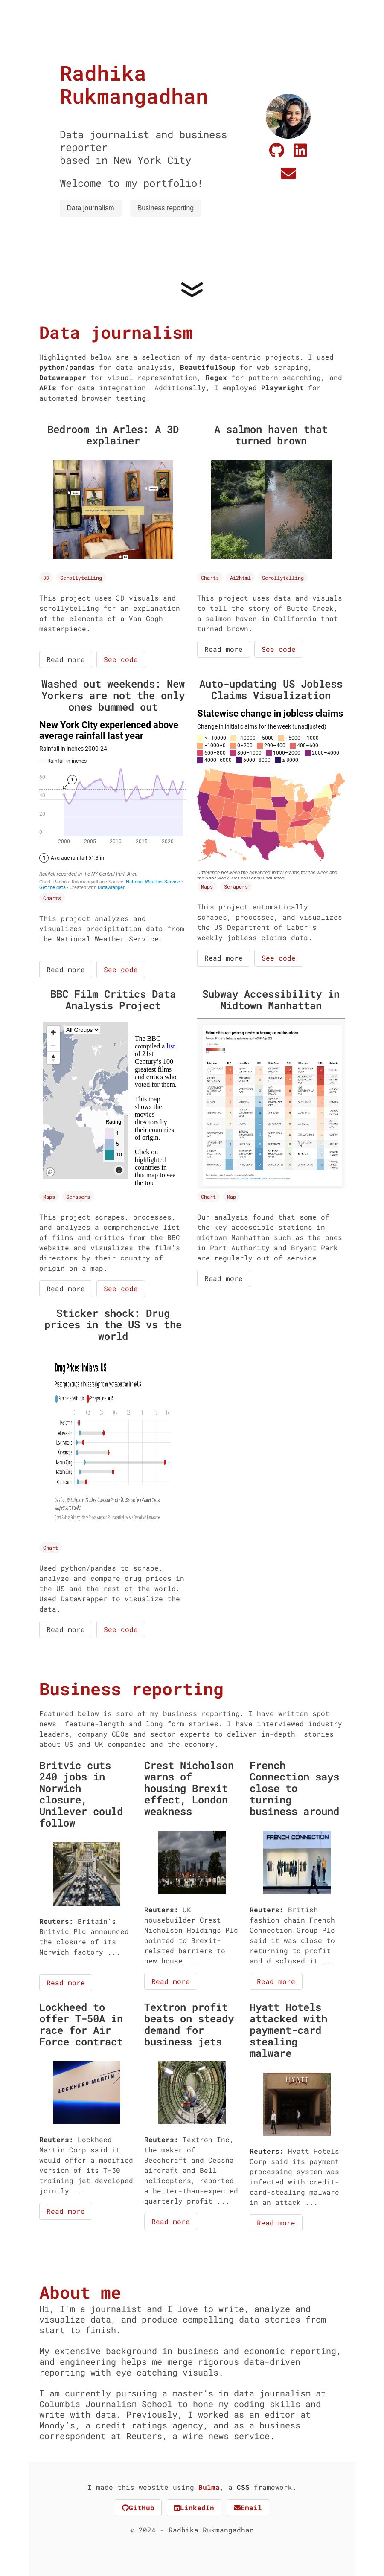 Radhika
Rukmangadhan
Data journalist and business
reporter
based in New York City
Welcome to my portfolio!
Data journalism
Business reporting
Data journalism
Highlighted below are a selection of my data-centric projects. I used
python/pandas for data analysis, BeautifulSoup for web scraping,
Datawrapper for visual representation, Regex for pattern searching, and
APIs for data integration. Additionally, I employed Playwright for
automated browser testing.
Bedroom in Arles: A 3D
explainer
3D
Scrollytelling
This project uses 3D visuals and
scrollytelling for an explanation
of the elements of a Van Gogh
masterpiece.
Read more
See code
A salmon haven that
turned brown
Charts
Ai2html
Scrollytelling
This project uses data and visuals
to tell the story of Butte Creek,
a salmon haven in California that
turned brown.
Read more
See code
Washed out weekends: New
Yorkers are not the only
ones bummed out
New York City experienced above
average rainfall last year
Rainfall in inches 2000-24
Rainfall in inches
60
1
40
20
0
2000
2005
2010
2015
2020
1 Average rainfall 51.3 in
Rainfall recorded in the NY-Central Park Area
Chart: Radhika Rukmangadhan • Source: National Weather Service •
Get the data • Created with Datawrapper
Charts
This project analyzes and
visualizes precipitation data from
the National Weather Service.
Read more
See code
Auto-updating US Jobless
Claims Visualization
Statewide change in jobless claims
Change in initial claims for the week (unadjusted)
< −10000
−10000–−5000
−5000–−1000
−1000–0
0–200
200–400
400–600
600–800
800–1000
1000–2000
2000–4000
4000–6000
6000–8000
≥ 8000
Difference between the advanced initial claims for the week and
Maps
Scrapers
This project automatically
scrapes, processes, and visualizes
the US Department of Labor's
weekly jobless claims data.
Read more
See code
BBC Film Critics Data
Analysis Project
All Groups
The BBC
compiled a list
of 21st
Century's 100
greatest films
and critics who
voted for them.
This map
shows the
movies'
directors by
their countries
of origin.
Click on
highlighted
countries in
this map to see
the top
Rating
1
5
10
Maps
Scrapers
This project scrapes, processes,
and analyzes a comprehensive list
of films and critics from the BBC
website and visualizes the film's
directors by their country of
origin on a map.
Read more
See code
Subway Accessibility in
Midtown Manhattan
Chart
Map
Our analysis found that some of
the key accessible stations in
midtown Manhattan such as the ones
in Port Authority and Bryant Park
are regularly out of service.
Read more
Sticker shock: Drug
prices in the US vs the
world
Drug Prices: India vs. US
Chart
Used python/pandas to scrape,
analyze and compare drug prices in
the US and the rest of the world.
Used Datawrapper to visualize the
data.
Read more
See code
Business reporting
Featured below is some of my business reporting. I have written spot
news, feature-length and long form stories. I have interviewed industry
leaders, company CEOs and sector experts to deliver in-depth, stories
about US and UK companies and the economy.
Britvic cuts
240 jobs in
Norwich
closure,
Unilever could
follow
Reuters: Britain's
Britvic Plc announced
the closure of its
Norwich factory ...
Read more
Crest Nicholson
warns of
housing Brexit
effect, London
weakness
Reuters: UK
housebuilder Crest
Nicholson Holdings Plc
pointed to Brexit-
related barriers to
new house ...
Read more
French
Connection says
close to
turning
business around
FRENCH CONNECTION
Reuters: British
fashion chain French
Connection Group Plc
said it was close to
returning to profit
and disclosed it ...
Read more
Lockheed to
offer T-50A in
race for Air
Force contract
LOCKHEED MARTIN
Reuters: Lockheed
Martin Corp said it
would offer a modified
version of its T-50
training jet developed
jointly ...
Read more
Textron profit
beats on steady
demand for
business jets
Reuters: Textron Inc,
the maker of
Beechcraft and Cessna
aircraft and Bell
helicopters, reported
a better-than-expected
quarterly profit ...
Read more
Hyatt Hotels
attacked with
payment-card
stealing
malware
HYATT
Reuters: Hyatt Hotels
Corp said its payment
processing system was
infected with credit-
card-stealing malware
in an attack ...
Read more
About me
Hi, I'm a journalist and I love to write, analyze and
visualize data, and produce compelling data stories from
start to finish.
My extensive background in business and economic reporting,
and engineering helps me merge rigorous data-driven
reporting with eye-catching visuals.
I am currently pursuing a master's in data journalism at
Columbia Journalism School to hone my coding skills and
write with data. Previously, I worked as an editor at
Moody's, a credit ratings agency, and as a business
correspondent at Reuters, a wire news service.
I made this website using Bulma, a CSS framework.
GitHub
LinkedIn
Email
© 2024 - Radhika Rukmangadhan